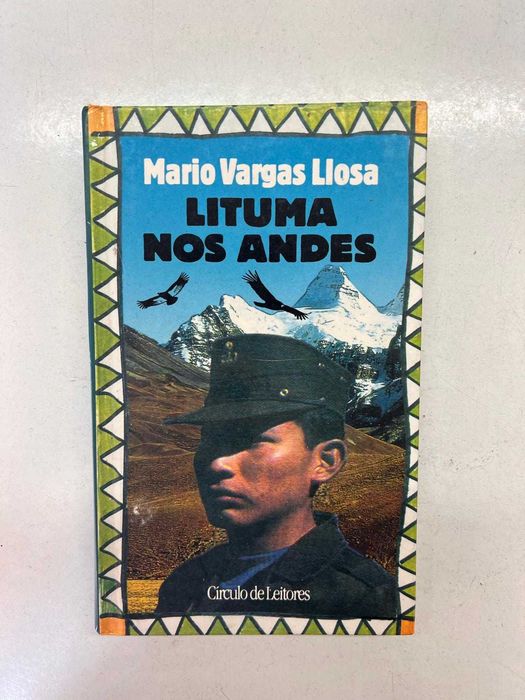 Mario Vargas Llosa
LITUMA
NOS ANDES
Círculo de Leitores